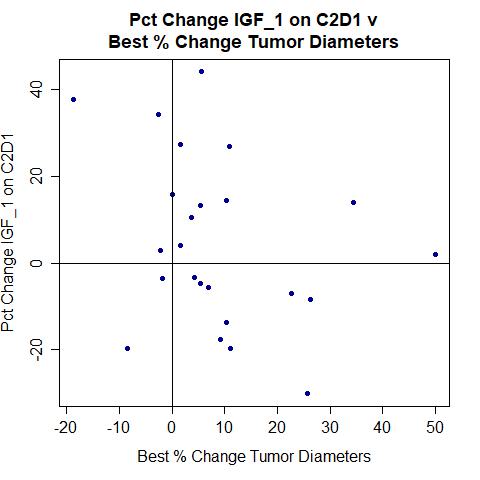 Pct Change IGF_1 on C2D1 v
Best % Change Tumor Diameters
Pct Change IGF_1 on C2D1
40
20
0
-20
-20 -10 0 10 20 30 40 50
Best % Change Tumor Diameters